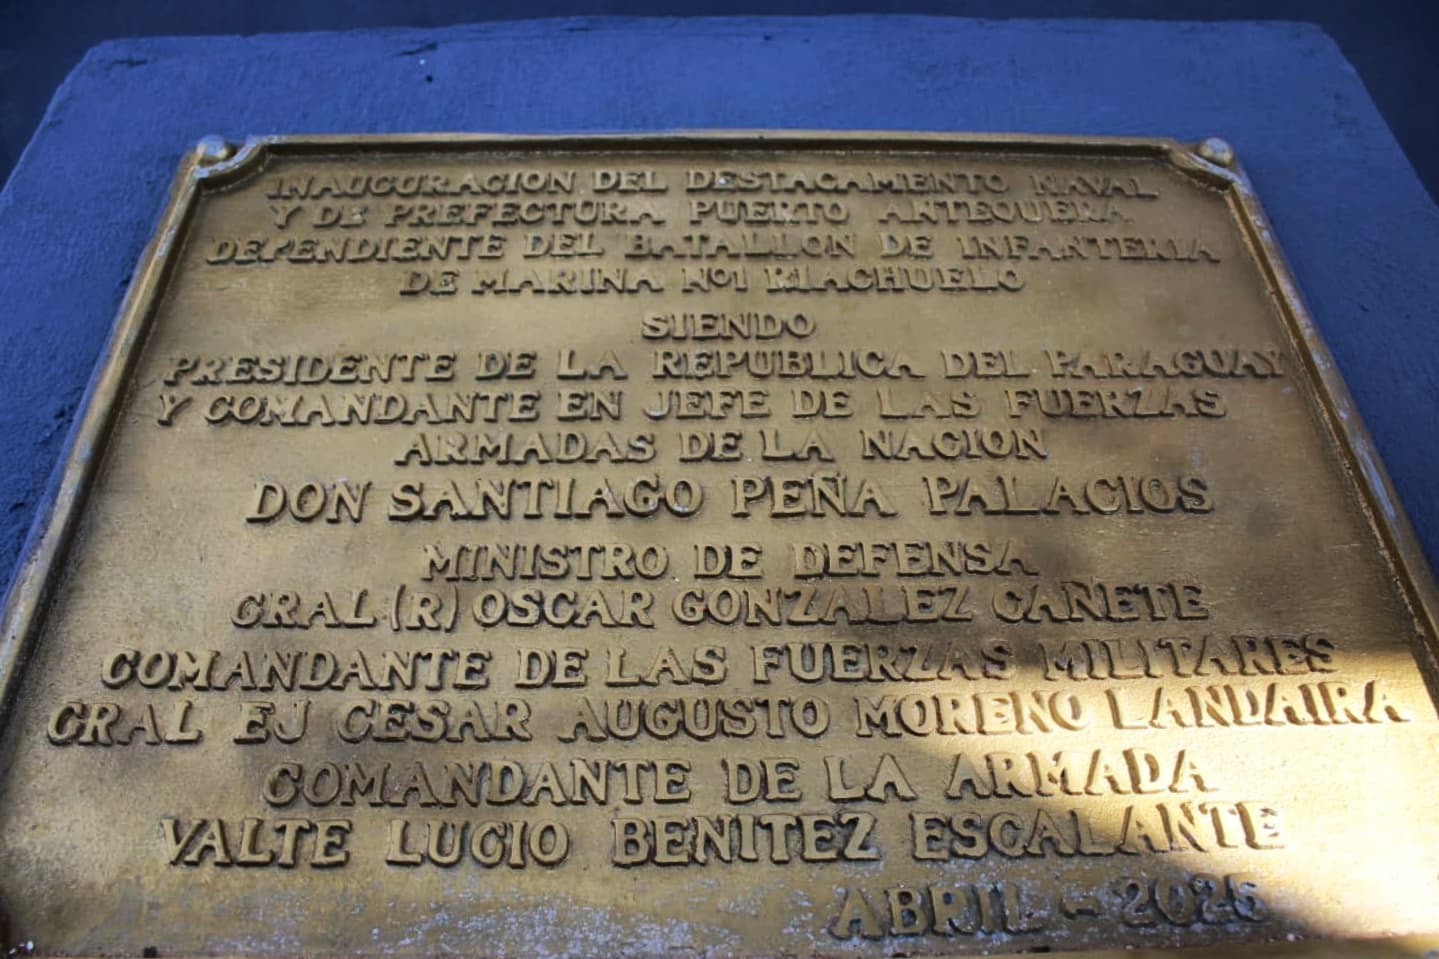 INAUGURACION DEL DESTACAMENTO NAVAL
Y DE PREFECTURA PUERTO ANTEQUERA
DEPENDIENTE DEL BATALLON DE INFANTERIA
DE MARINA Nº1 RIACHUELO
SIENDO
PRESIDENTE DE LA REPUBLICA DEL PARAGUAY
Y COMANDANTE EN JEFE DE LAS FUERZAS
ARMADAS DE LA NACION
DON SANTIAGO PEÑA PALACIOS
MINISTRO DE DEFENSA
GRAL (R) OSCAR GONZALEZ CAÑETE
COMANDANTE DE LAS FUERZAS MILITARES
GRAL EJ CESAR AUGUSTO MORENO LANDAIRA
COMANDANTE DE LA ARMADA
VALTE LUCIO BENITEZ ESCALANTE
ABRIL - 2025